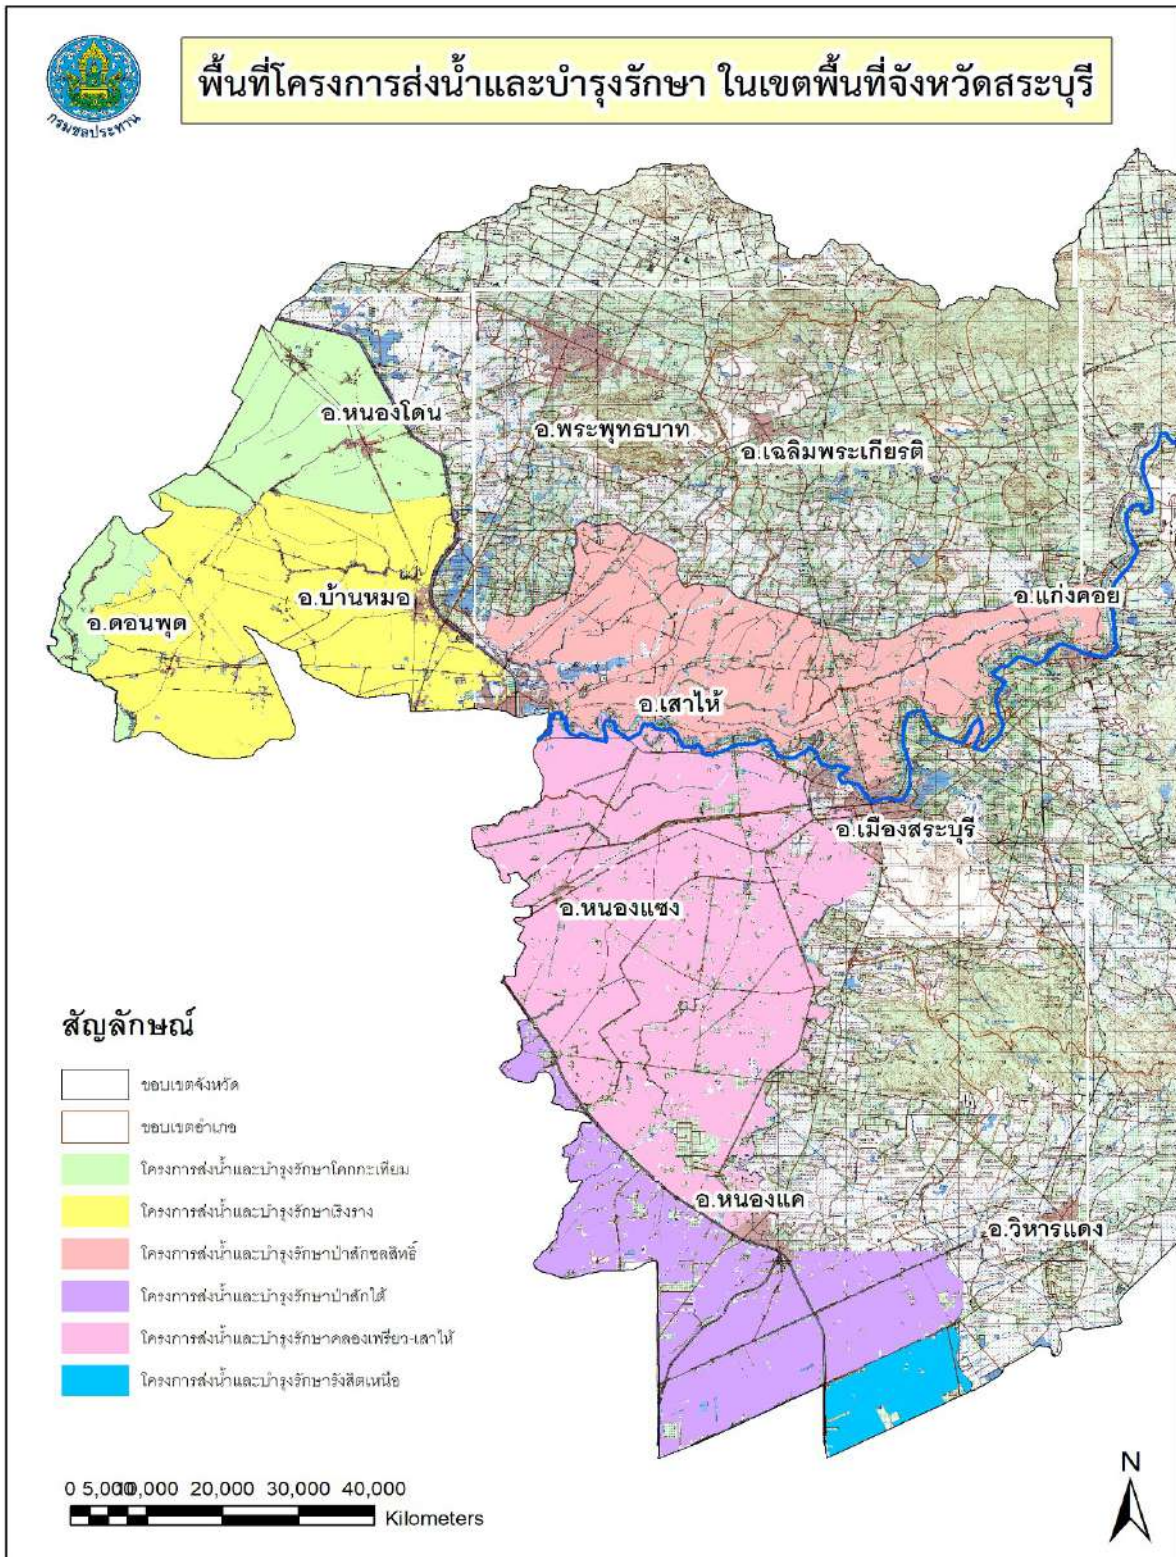 พื้นที่โครงการส่งน้ำและบำรุงรักษา ในเขตพื้นที่จังหวัดสระบุรี
กรมชลประทาน
อ.หนองโดน
อ.พระพุทธบาท
อ.เฉลิมพระเกียรติ
อ.บ้านหมอ
อ.แก่งคอย
อ.ดอนพุด
อ.เสาไห้
อ.เมืองสระบุรี
อ.หนองแซง
อ.หนองแค
อ.วิหารแดง
สัญลักษณ์
ขอบเขตจังหวัด
ขอบเขตอำเภอ
โครงการส่งน้ำและบำรุงรักษาโคกกะเทียม
โครงการส่งน้ำและบำรุงรักษาเริงราง
โครงการส่งน้ำและบำรุงรักษาป่าสักชลสิทธิ์
โครงการส่งน้ำและบำรุงรักษาป่าสักใต้
โครงการส่งน้ำและบำรุงรักษาคลองเพรียว-เสาไห้
โครงการส่งน้ำและบำรุงรักษารังสิตเหนือ
0 5,00010,000 20,000 30,000 40,000
Kilometers
N